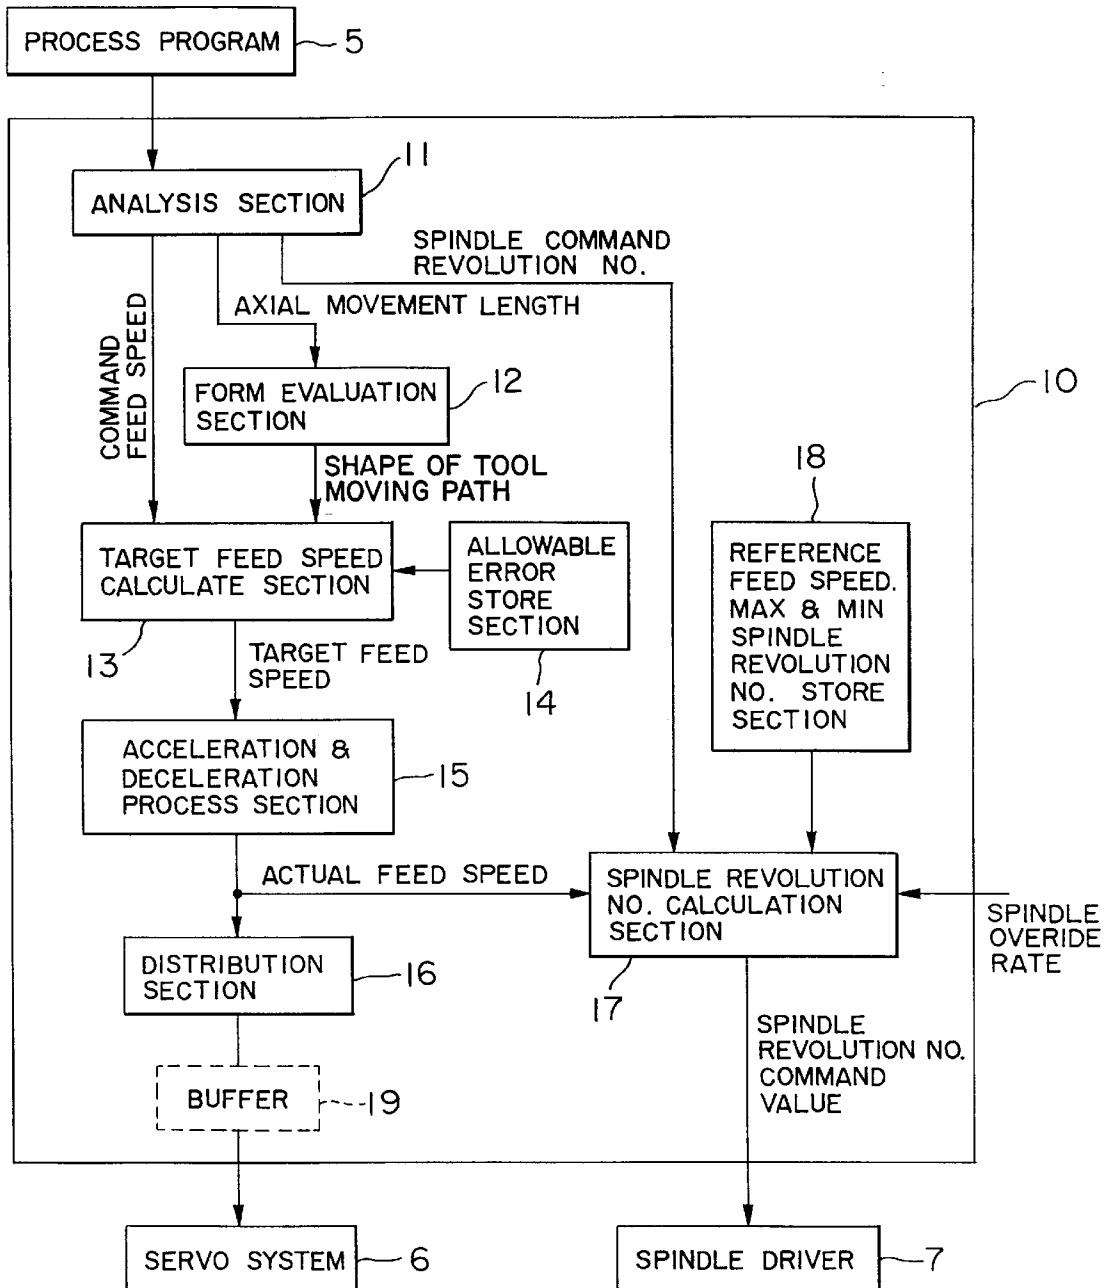 PROCESS PROGRAM
5
11
ANALYSIS SECTION
SPINDLE COMMAND
REVOLUTION NO.
AXIAL MOVEMENT LENGTH
COMMAND
FEED SPEED
FORM EVALUATION
SECTION
12
10
SHAPE OF TOOL
MOVING PATH
18
TARGET FEED SPEED
CALCULATE SECTION
13
ALLOWABLE
ERROR
STORE
SECTION
14
REFERENCE
FEED SPEED.
MAX & MIN
SPINDLE
REVOLUTION
NO. STORE
SECTION
TARGET FEED
SPEED
ACCELERATION &
DECELERATION
PROCESS SECTION
15
ACTUAL FEED SPEED
SPINDLE REVOLUTION
NO. CALCULATION
SECTION
17
SPINDLE
OVERIDE
RATE
DISTRIBUTION
SECTION
16
SPINDLE
REVOLUTION NO.
COMMAND
VALUE
BUFFER
19
SERVO SYSTEM
6
SPINDLE DRIVER
7